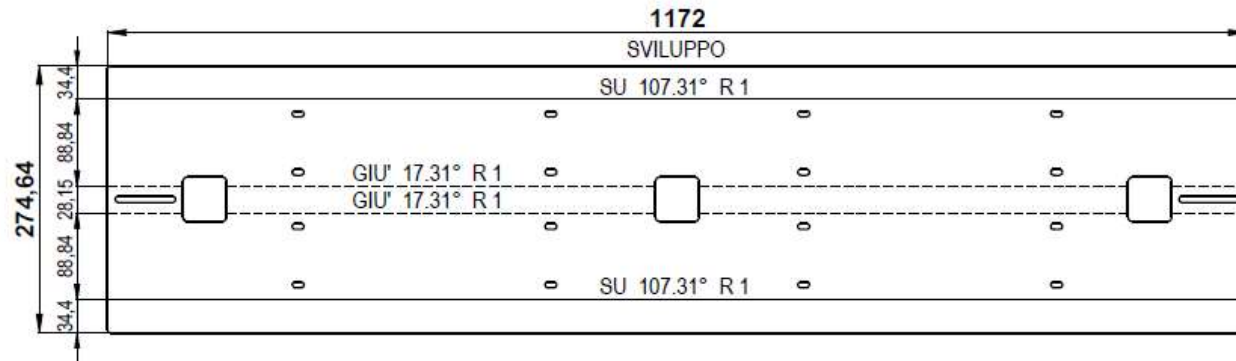 1172
SVILUPPO
34,4
SU 107.31° R 1
88,84
274,64
GIU' 17.31° R 1
28,15
GIU' 17.31° R 1
88,84
SU 107.31° R 1
34,4